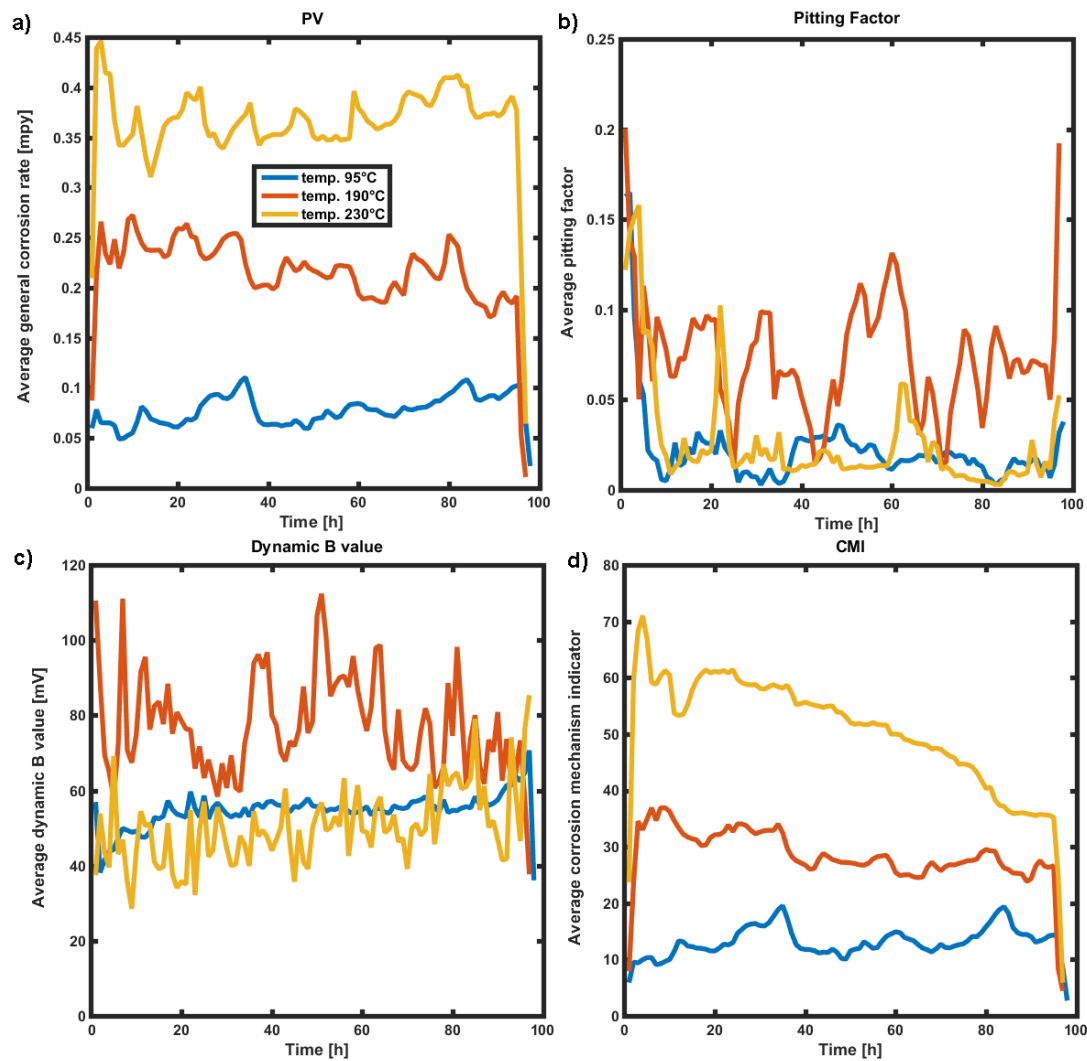 a)
PV
Average general corrosion rate [mpy]
0.45
0.4
0.35
0.3
0.25
0.2
0.15
0.1
0.05
0
0 20 40 60 80 100
Time [h]
temp. 95°C
temp. 190°C
temp. 230°C
b)
Pitting Factor
Average pitting factor
0.25
0.2
0.15
0.1
0.05
0
0 20 40 60 80 100
Time [h]
c)
Dynamic B value
Average dynamic B value [mV]
120
100
80
60
40
20
0
0 20 40 60 80 100
Time [h]
d)
CMI
Average corrosion mechanism indicator
80
70
60
50
40
30
20
10
0
0 20 40 60 80 100
Time [h]